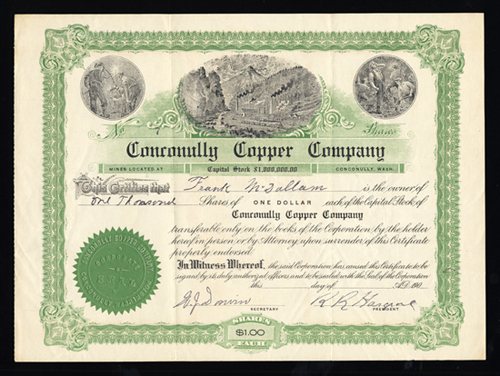 No
Shares
Conconully Copper Company
MINES LOCATED AT Capital Stock $1,000,000.00 CONCONULLY, WASH.
This Certifies that Frank is the owner of
One Thousand Shares of ONE DOLLAR each of the Capital Stock of
Conconully Copper Company
transferable only on the books of the Corporation by the holder
hereof in person or by Attorney upon surrender of this Certificate
properly endorsed.
In Witness Whereof, the said Corporation has caused this Certificate to be
signed by its duly authorized officers and to be sealed with the Seal of the Corporation
this day of A.D. 190
SECRETARY PRESIDENT
SHARES
$1.00
EACH